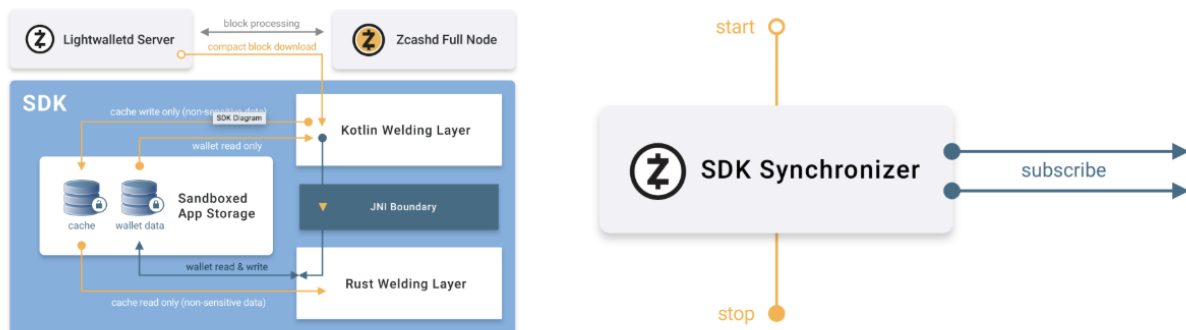 block processing
Lightwalletd Server
Zcashd Full Node
compact block download
SDK
cache write only (non-sensitive data)
SDK Diagram
Kotlin Welding Layer
wallet read only
Sandboxed
App Storage
cache
wallet data
JNI Boundary
wallet read & write
Rust Welding Layer
cache read only (non-sensitive data)
start
SDK Synchronizer
subscribe
stop